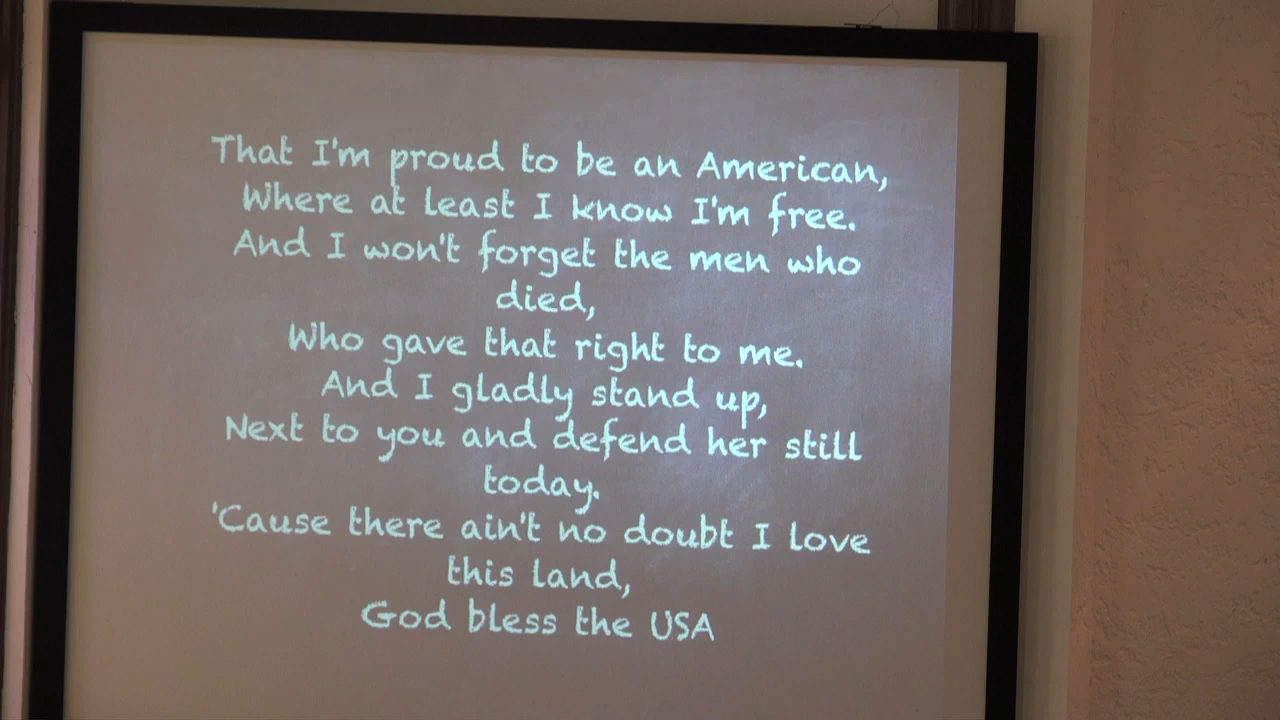 That I'm proud to be an American,
Where at least I know I'm free.
And I won't forget the men who
died,
Who gave that right to me.
And I gladly stand up,
Next to you and defend her still
today.
'Cause there ain't no doubt I love
this land,
God bless the USA